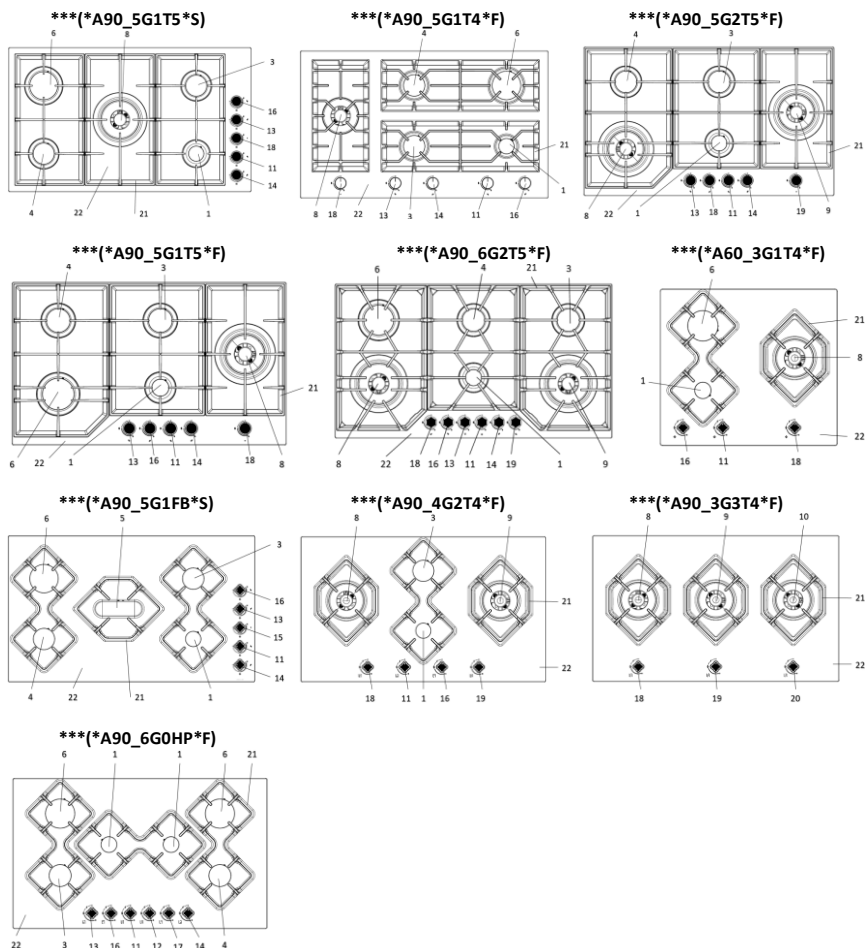 ***(*A90_5G1T5*S) ***(*A90_5G1T4*F) ***(*A90_5G2T5*F)
6 8 3 16 13 18 11 14 4 22 21 1
4 6 21 1 8 18 22 13 3 14 11 16
4 3 21 8 22 1 13 18 11 14 19 9
***(*A90_5G1T5*F) ***(*A90_6G2T5*F) ***(*A60_3G1T4*F)
4 3 21 6 22 1 13 16 11 14 18 8
6 4 21 3 8 22 18 16 13 11 14 19 1 9
6 21 8 1 22 16 11 18
***(*A90_5G1FB*S) ***(*A90_4G2T4*F) ***(*A90_3G3T4*F)
6 5 3 16 13 15 11 14 4 22 21 1
8 3 9 21 22 18 11 1 16 19
8 9 10 21 22 18 19 20
***(*A90_6G0HP*F)
6 1 1 6 21
22 3 13 16 11 12 17 14 4